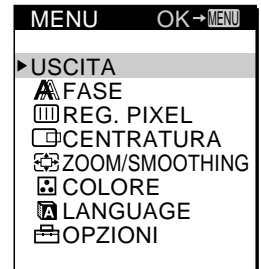 MENU OK→MENU
▶USCITA
FASE
REG. PIXEL
CENTRATURA
ZOOM/SMOOTHING
COLORE
LANGUAGE
OPZIONI